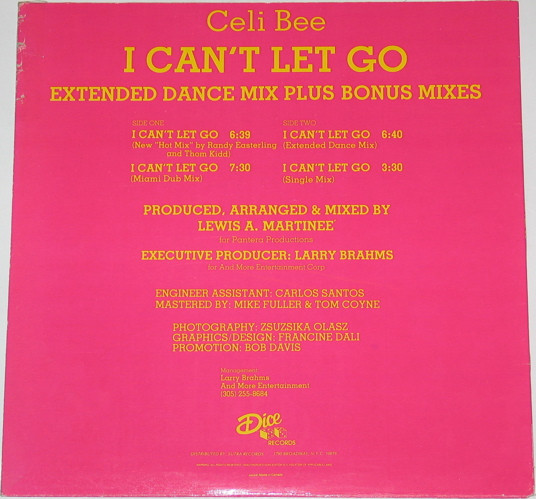 Celi Bee
I CAN'T LET GO
EXTENDED DANCE MIX PLUS BONUS MIXES
SIDE ONE
I CAN'T LET GO 6:39
(New "Hot Mix" by Randy Easterling
and Thom Kidd)
I CAN'T LET GO 7:30
(Miami Dub Mix)
SIDE TWO
I CAN'T LET GO 6:40
(Extended Dance Mix)
I CAN'T LET GO 3:30
(Single Mix)
PRODUCED, ARRANGED & MIXED BY
LEWIS A. MARTINEE
for Pantera Productions
EXECUTIVE PRODUCER: LARRY BRAHMS
for And More Entertainment Corp
ENGINEER ASSISTANT: CARLOS SANTOS
MASTERED BY: MIKE FULLER & TOM COYNE
PHOTOGRAPHY: ZSUZSIKA OLASZ
GRAPHICS/DESIGN: FRANCINE DALI
PROMOTION: BOB DAVIS
Management
Larry Brahms
And More Entertainment
(305) 255-8684
Dice
RECORDS
DISTRIBUTED BY